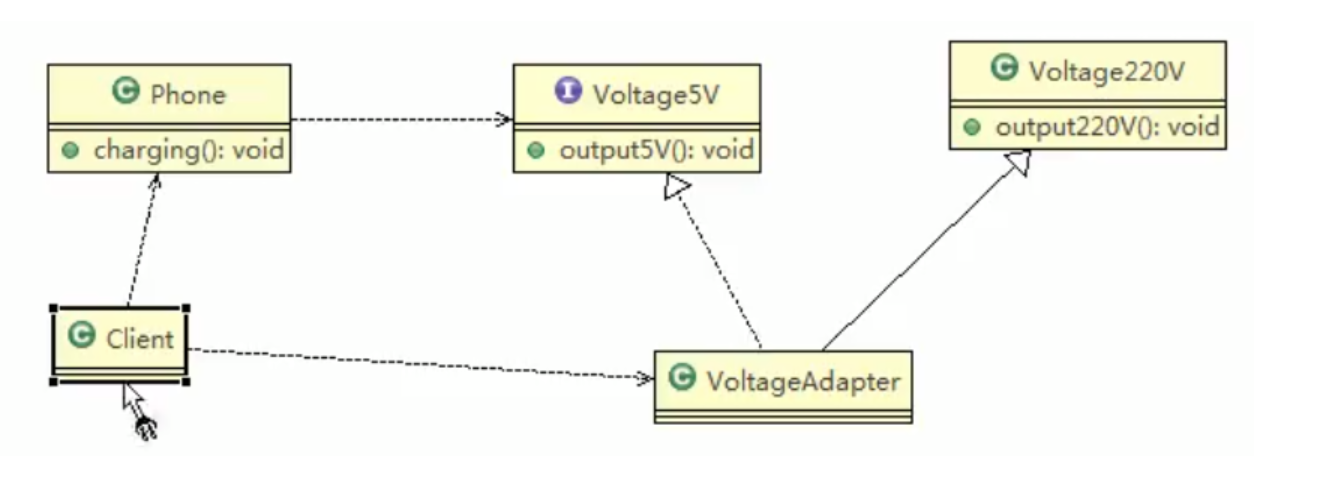 Phone
charging(): void
Voltage5V
output5V(): void
Voltage220V
output220V(): void
Client
VoltageAdapter